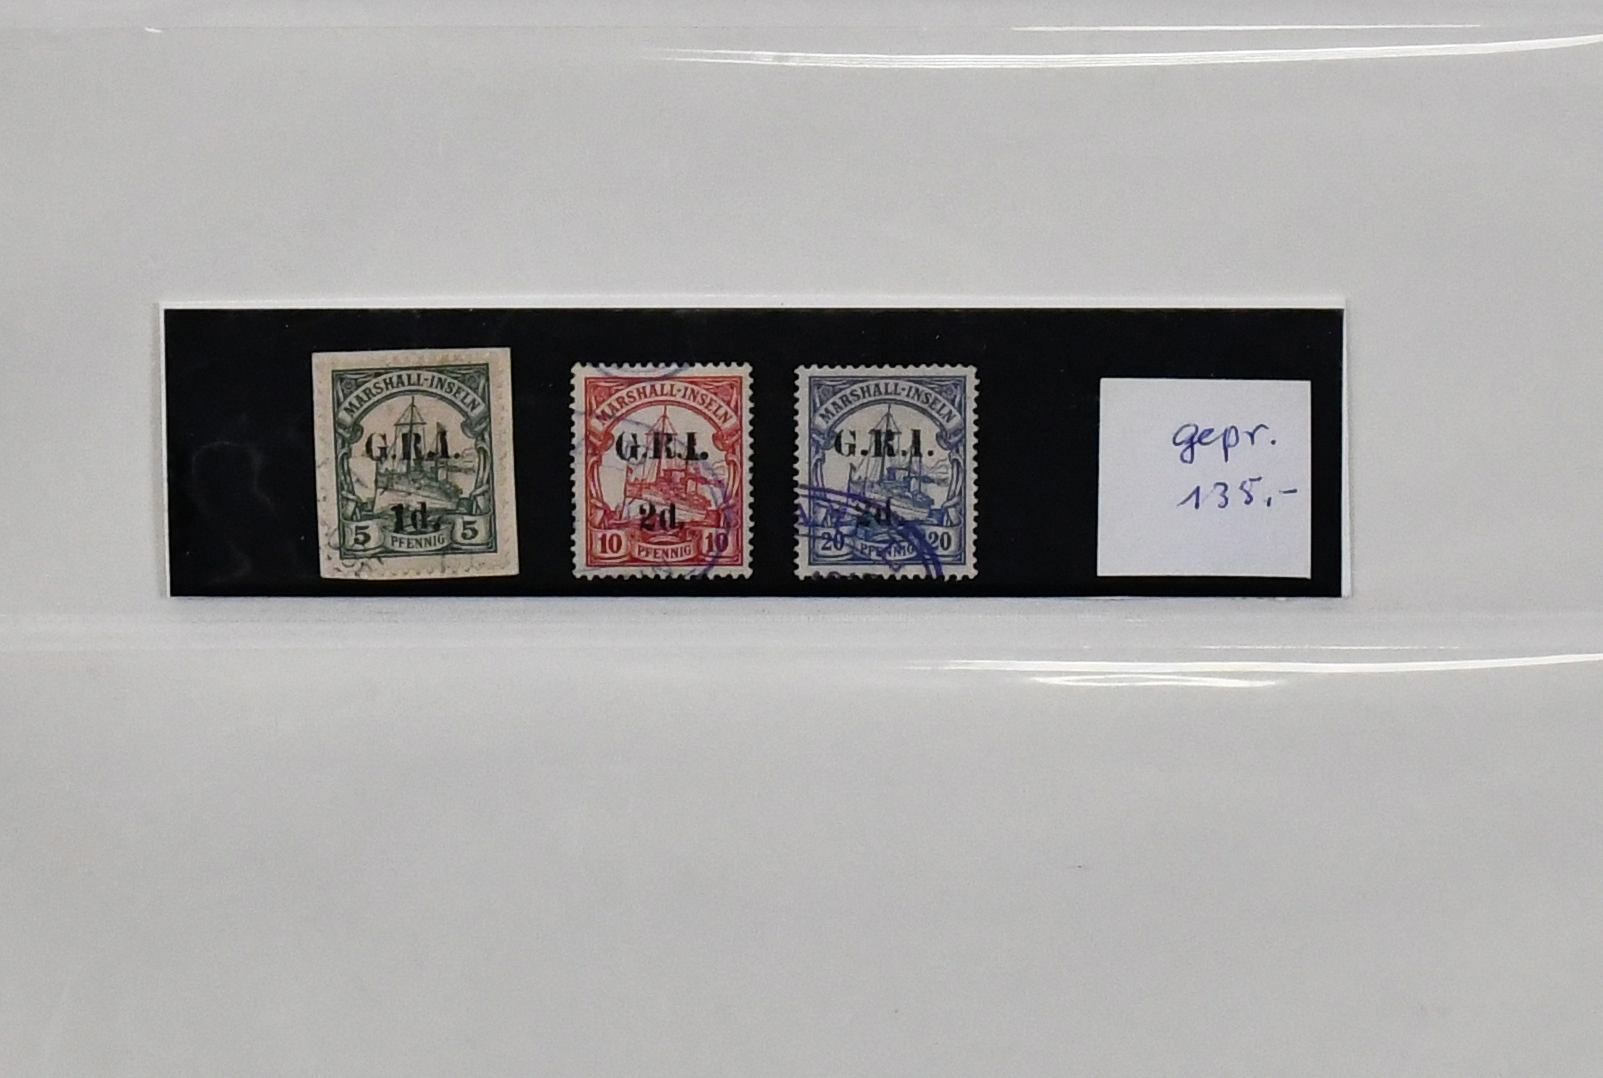 MARSHALL-INSELN
G.R.I.
1d.
5 PFENNIG 5
MARSHALL-INSELN
G.R.I.
2d.
10 PFENNIG 10
MARSHALL-INSELN
G.R.I.
2d.
20 PFENNIG 20
gepr.
135,-